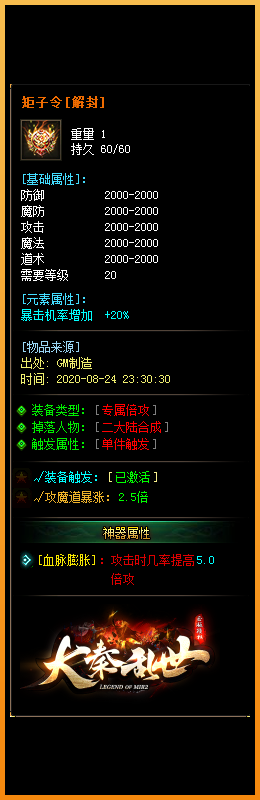 矩子令[解封]
重量 1
持久 60/60
[基础属性]:
防御 2000-2000
魔防 2000-2000
攻击 2000-2000
魔法 2000-2000
道术 2000-2000
需要等级 20
[元素属性]:
暴击机率增加 +20%
[物品来源]
出处: GM制造
时间: 2020-08-24 23:30:30
装备类型: [专属倍攻]
掉落人物: [二大陆合成]
触发属性: [单件触发]
√装备触发: [已激活]
√攻魔道暴涨: 2.5倍
神器属性
[血脉膨胀]: 攻击时几率提高5.0
倍攻
大秦乱世
LEGEND OF MIR2